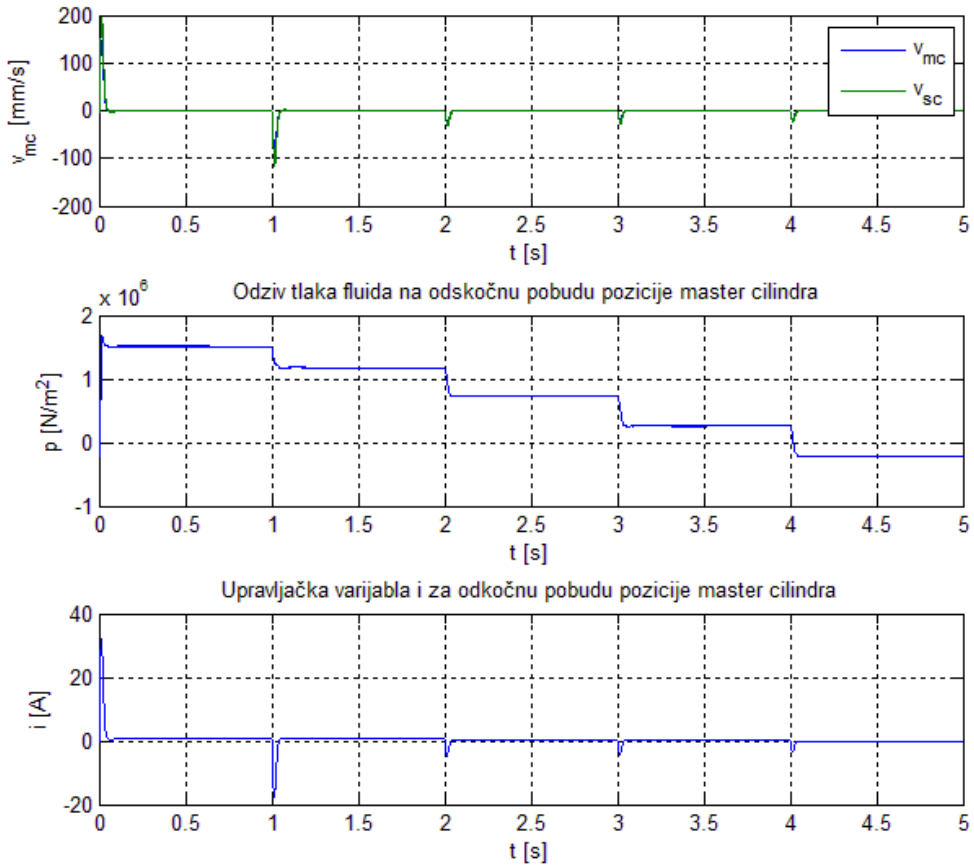 200
100
0
-100
-200
v_mc [mm/s]
v_mc
v_sc
0 0.5 1 1.5 2 2.5 3 3.5 4 4.5 5
t [s]
x 10^6
Odziv tlaka fluida na odskočnu pobudu pozicije master cilindra
2
1
0
-1
p [N/m^2]
0 0.5 1 1.5 2 2.5 3 3.5 4 4.5 5
t [s]
Upravljačka varijabla i za odkočnu pobudu pozicije master cilindra
40
20
0
-20
i [A]
0 0.5 1 1.5 2 2.5 3 3.5 4 4.5 5
t [s]